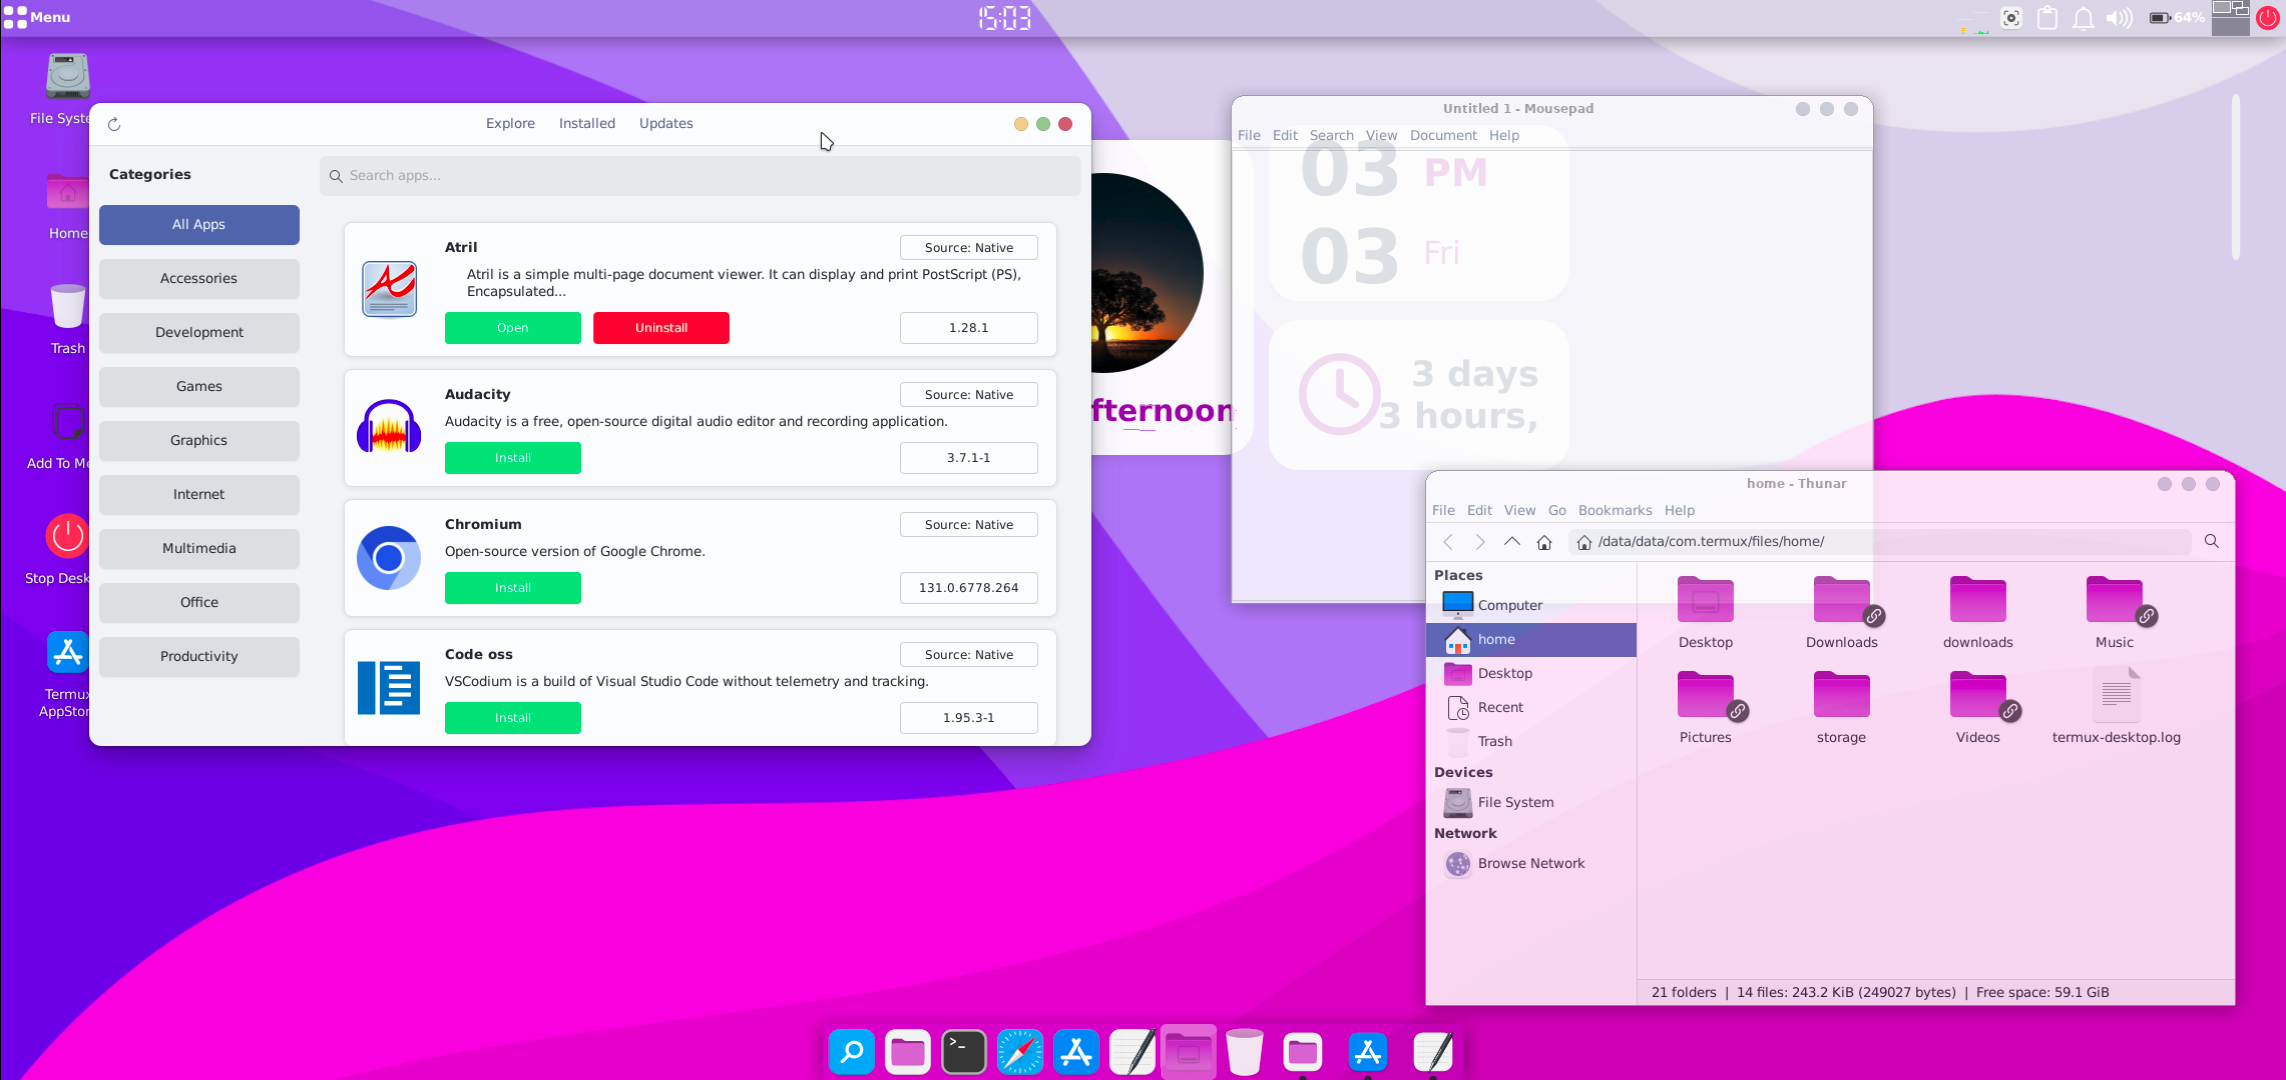 Menu
15:03
64%
File Syste
Home
Trash
Add To Me
Stop Desk
Termux
AppStor
Explore
Installed
Updates
Categories
All Apps
Accessories
Development
Games
Graphics
Internet
Multimedia
Office
Productivity
Search apps...
Atril
Source: Native
Atril is a simple multi-page document viewer. It can display and print PostScript (PS),
Encapsulated...
Open
Uninstall
1.28.1
Audacity
Source: Native
Audacity is a free, open-source digital audio editor and recording application.
Install
3.7.1-1
Chromium
Source: Native
Open-source version of Google Chrome.
Install
131.0.6778.264
Code oss
Source: Native
VSCodium is a build of Visual Studio Code without telemetry and tracking.
Install
1.95.3-1
fternoon
Untitled 1 - Mousepad
File Edit Search View Document Help
03 PM
03 Fri
3 days
3 hours,
home - Thunar
File Edit View Go Bookmarks Help
/data/data/com.termux/files/home/
Places
Computer
home
Desktop
Recent
Trash
Devices
File System
Network
Browse Network
Desktop
Downloads
downloads
Music
Pictures
storage
Videos
termux-desktop.log
21 folders | 14 files: 243.2 KiB (249027 bytes) | Free space: 59.1 GiB
>_